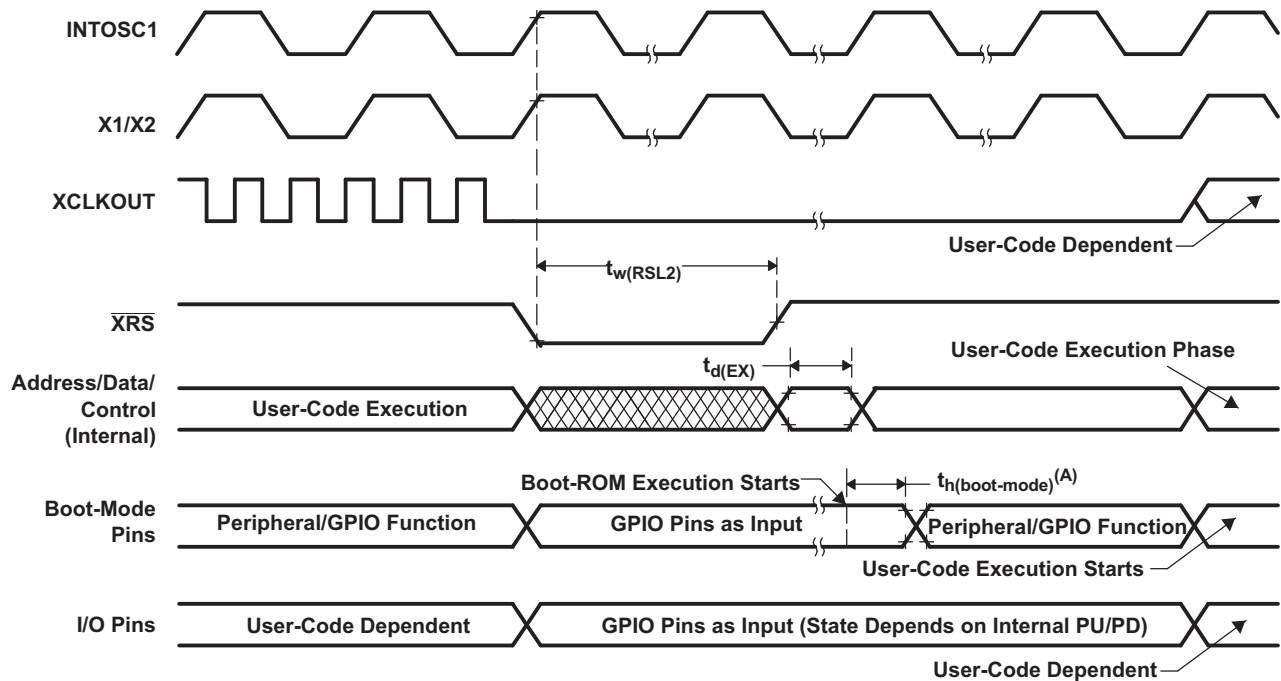 INTOSC1
X1/X2
XCLKOUT
User-Code Dependent
tw(RSL2)
XRS
td(EX)
User-Code Execution Phase
Address/Data/
Control
(Internal)
User-Code Execution
Boot-ROM Execution Starts
th(boot-mode)(A)
Boot-Mode
Pins
Peripheral/GPIO Function
GPIO Pins as Input
Peripheral/GPIO Function
User-Code Execution Starts
I/O Pins
User-Code Dependent
GPIO Pins as Input (State Depends on Internal PU/PD)
User-Code Dependent